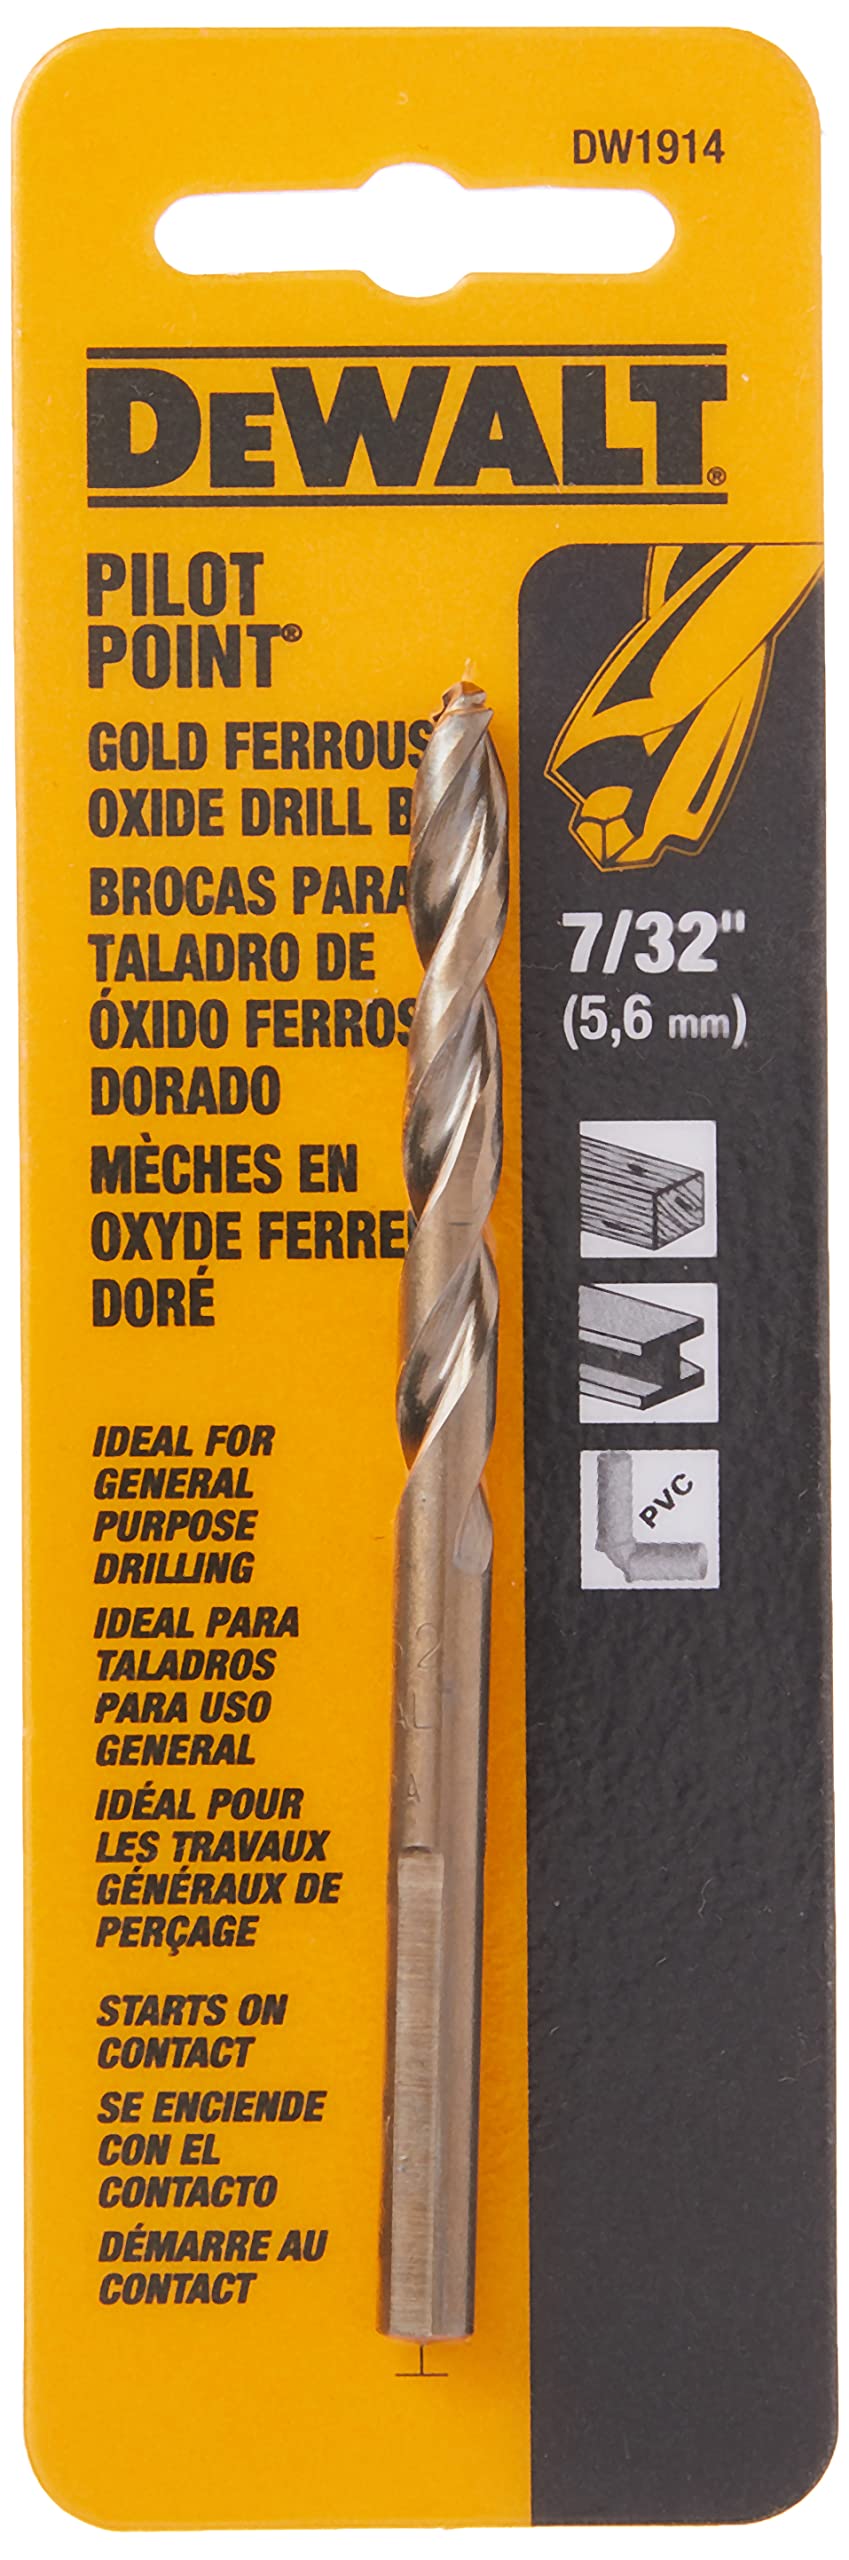 DW1914
DEWALT®
PILOT
POINT®
GOLD FERROUS
OXIDE DRILL
BROCAS PARA
TALADRO DE
ÓXIDO
DORADO
MÈCHES EN
OXYDE
DORÉ
7/32"
(5,6 mm)
PVC
IDEAL FOR
GENERAL
PURPOSE
DRILLING
IDEAL PARA
TALADROS
PARA USO
GENERAL
IDÉAL POUR
LES TRAVAUX
GÉNÉRAUX DE
PERÇAGE
STARTS ON
CONTACT
SE ENCIENDE
CON EL
CONTACTO
DÉMARRE AU
CONTACT